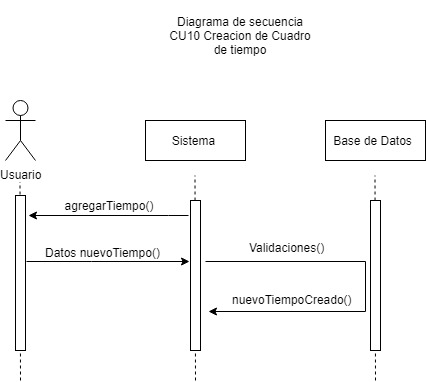 Diagrama de secuencia
CU10 Creacion de Cuadro
de tiempo
Usuario
Sistema
Base de Datos
agregarTiempo()
Datos nuevoTiempo()
Validaciones()
nuevoTiempoCreado()